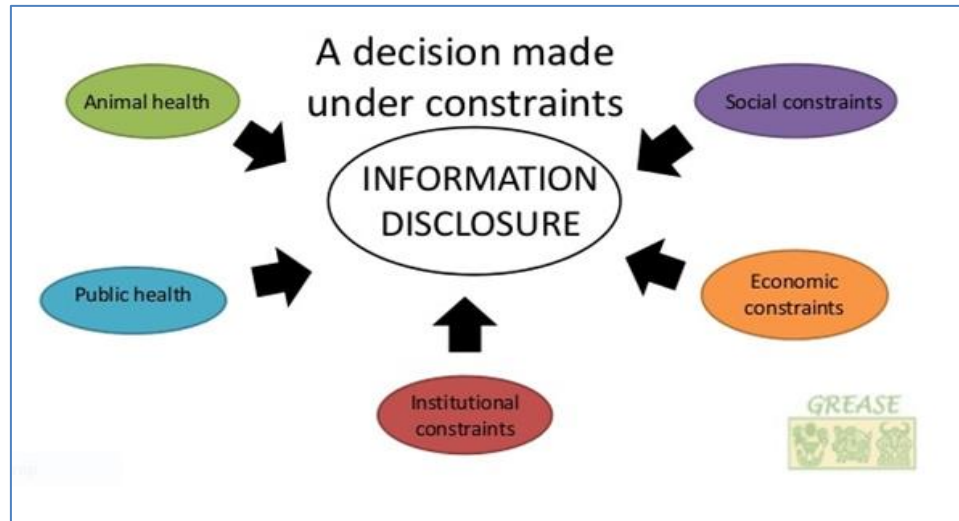 A decision made
under constraints
Animal health
Social constraints
INFORMATION
DISCLOSURE
Public health
Economic
constraints
Institutional
constraints
GREASE